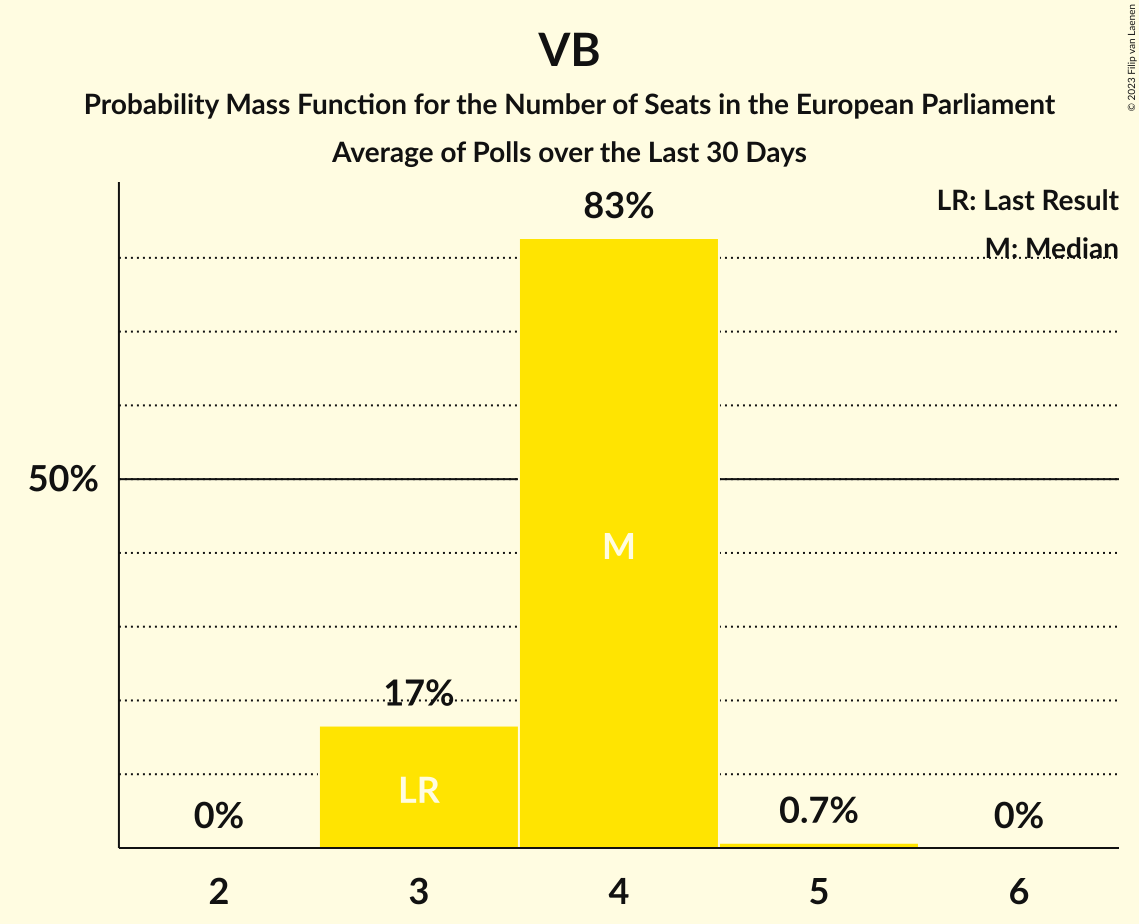 VB
Probability Mass Function for the Number of Seats in the European Parliament
Average of Polls over the Last 30 Days
© 2023 Filip van Laenen
LR: Last Result
M: Median
83%
50%
M
17%
LR
0%
0.7%
0%
2 3 4 5 6